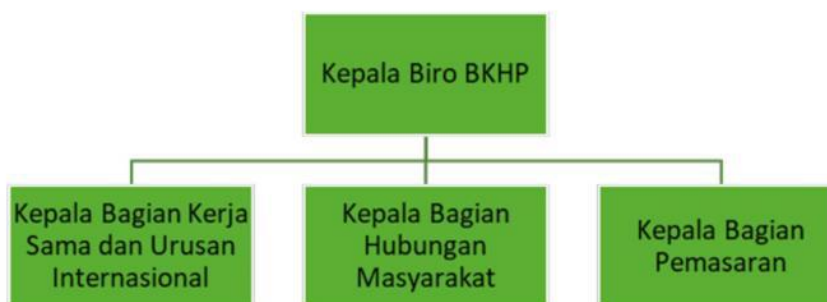 Kepala Biro BKHP
Kepala Bagian Kerja
Sama dan Urusan
Internasional
Kepala Bagian
Hubungan
Masyarakat
Kepala Bagian
Pemasaran